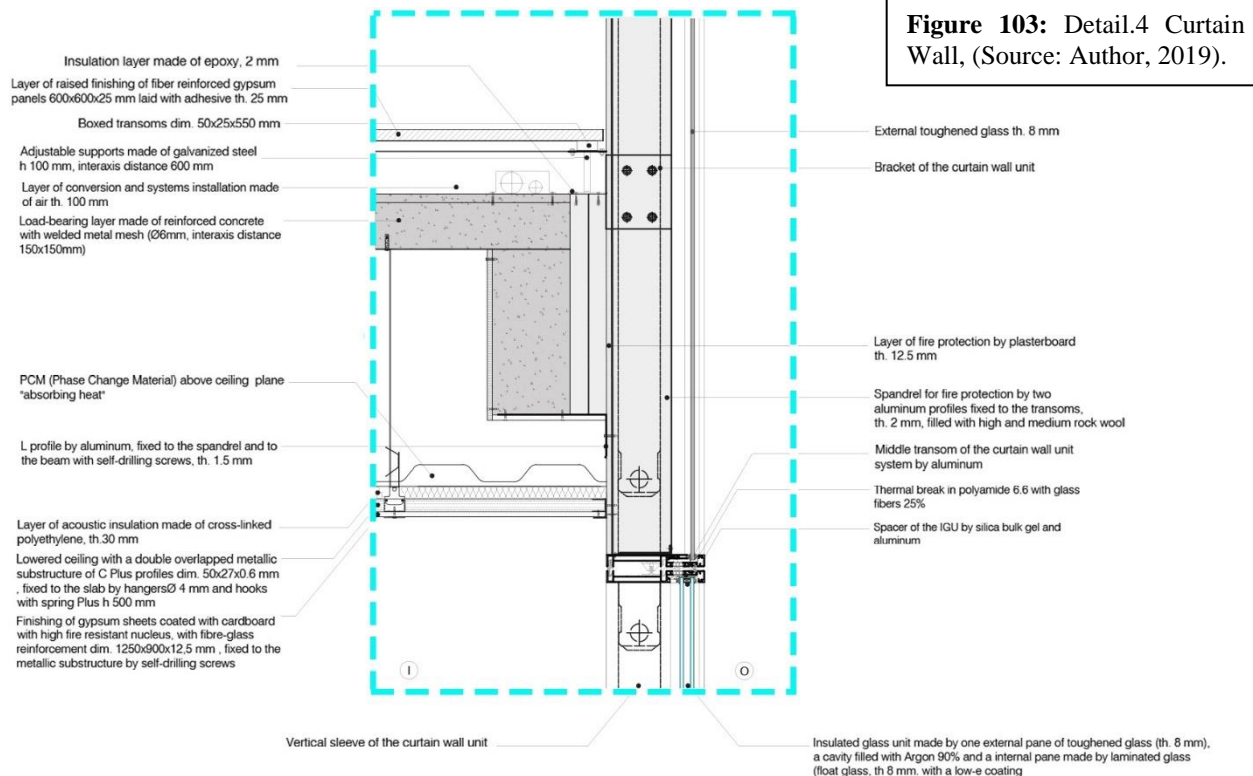 Figure 103: Detail.4 Curtain
Wall, (Source: Author, 2019).
Insulation layer made of epoxy, 2 mm
Layer of raised finishing of fiber reinforced gypsum
panels 600x600x25 mm laid with adhesive th. 25 mm
Boxed transoms dim. 50x25x550 mm
Adjustable supports made of galvanized steel
h 100 mm, interaxis distance 600 mm
Layer of conversion and systems installation made
of air th. 100 mm
Load-bearing layer made of reinforced concrete
with welded metal mesh (Ø6mm, interaxis distance
150x150mm)
PCM (Phase Change Material) above ceiling plane
"absorbing heat"
L profile by aluminum, fixed to the spandrel and to
the beam with self-drilling screws, th. 1.5 mm
Layer of acoustic insulation made of cross-linked
polyethylene, th.30 mm
Lowered ceiling with a double overlapped metallic
substructure of C Plus profiles dim. 50x27x0.6 mm
, fixed to the slab by hangersØ 4 mm and hooks
with spring Plus h 500 mm
Finishing of gypsum sheets coated with cardboard
with high fire resistant nucleus, with fibre-glass
reinforcement dim. 1250x900x12,5 mm , fixed to the
metallic substructure by self-drilling screws
External toughened glass th. 8 mm
Bracket of the curtain wall unit
Layer of fire protection by plasterboard
th. 12.5 mm
Spandrel for fire protection by two
aluminum profiles fixed to the transoms,
th. 2 mm, filled with high and medium rock wool
Middle transom of the curtain wall unit
system by aluminum
Thermal break in polyamide 6.6 with glass
fibers 25%
Spacer of the IGU by silica bulk gel and
aluminum
I
O
Vertical sleeve of the curtain wall unit
Insulated glass unit made by one external pane of toughened glass (th. 8 mm),
a cavity filled with Argon 90% and a internal pane made by laminated glass
(float glass, th 8 mm. with a low-e coating